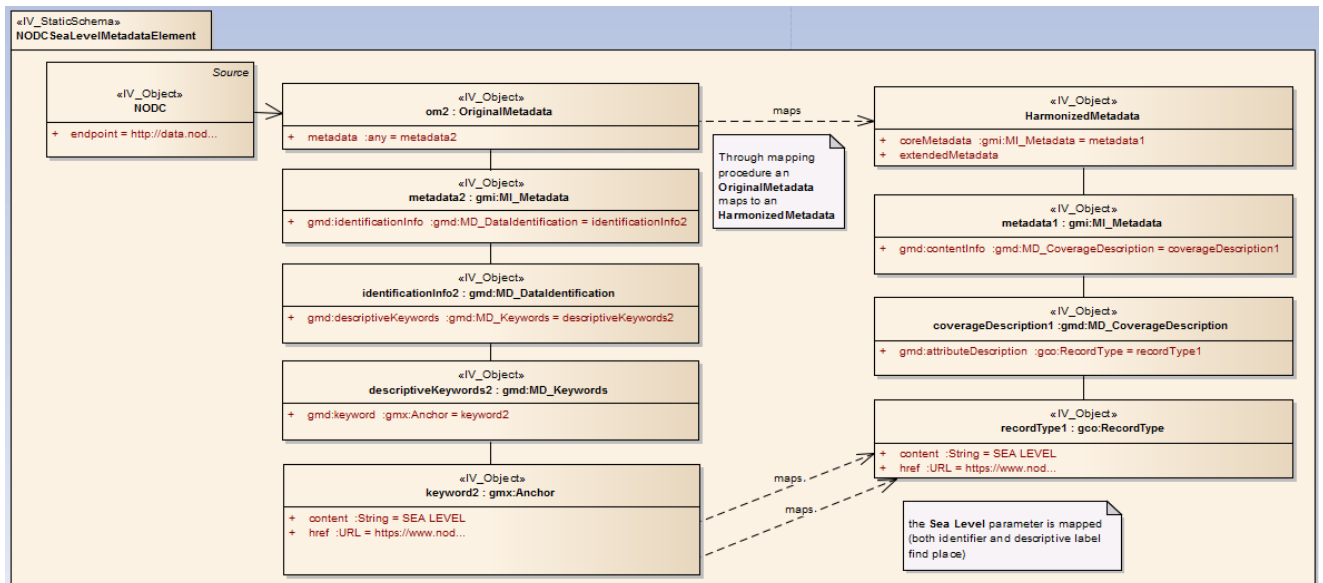 «IV_StaticSchema»
NODCSeaLevelMetadataElement
Source
«IV_Object»
NODC
+ endpoint = http://data.nod...
«IV_Object»
om2 : OriginalMetadata
+ metadata :any = metadata2
«IV_Object»
metadata2 : gmi:MI_Metadata
+ gmd:identificationInfo :gmd:MD_DataIdentification = identificationInfo2
«IV_Object»
identificationInfo2 : gmd:MD_DataIdentification
+ gmd:descriptiveKeywords :gmd:MD_Keywords = descriptiveKeywords2
«IV_Object»
descriptiveKeywords2 : gmd:MD_Keywords
+ gmd:keyword :gmx:Anchor = keyword2
«IV_Object»
keyword2 : gmx:Anchor
+ content :String = SEA LEVEL
+ href :URL = https://www.nod...
maps
Through mapping
procedure an
OriginalMetadata
maps to an
HarmonizedMetadata
maps.
maps.
«IV_Object»
HarmonizedMetadata
+ coreMetadata :gmi:MI_Metadata = metadata1
+ extendedMetadata
«IV_Object»
metadata1 : gmi:MI_Metadata
+ gmd:contentInfo :gmd:MD_CoverageDescription = coverageDescription1
«IV_Object»
coverageDescription1 :gmd:MD_CoverageDescription
+ gmd:attributeDescription :gco:RecordType = recordType1
«IV_Object»
recordType1 : gco:RecordType
+ content :String = SEA LEVEL
+ href :URL = https://www.nod...
the Sea Level parameter is mapped
(both identifier and descriptive label
find place)